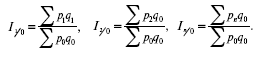 I_{1/0} = \frac{\sum p_1 q_1}{\sum p_0 q_0}, I_{2/0} = \frac{\sum p_2 q_0}{\sum p_0 q_0}, I_{n/0} = \frac{\sum p_e q_0}{\sum p_0 q_0}.